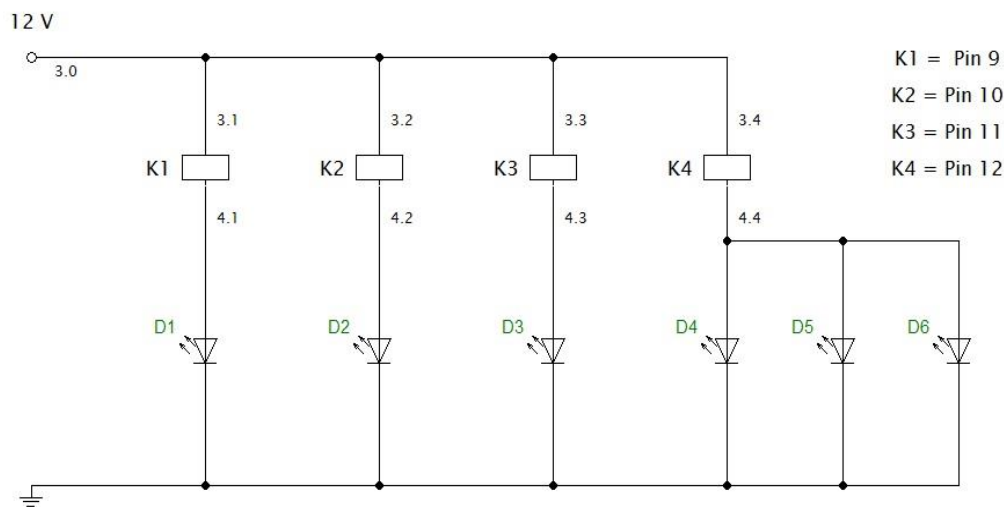 12 V
3.0
3.1 3.2 3.3 3.4
K1 K2 K3 K4
4.1 4.2 4.3 4.4
D1 D2 D3 D4 D5 D6
K1 = Pin 9
K2 = Pin 10
K3 = Pin 11
K4 = Pin 12